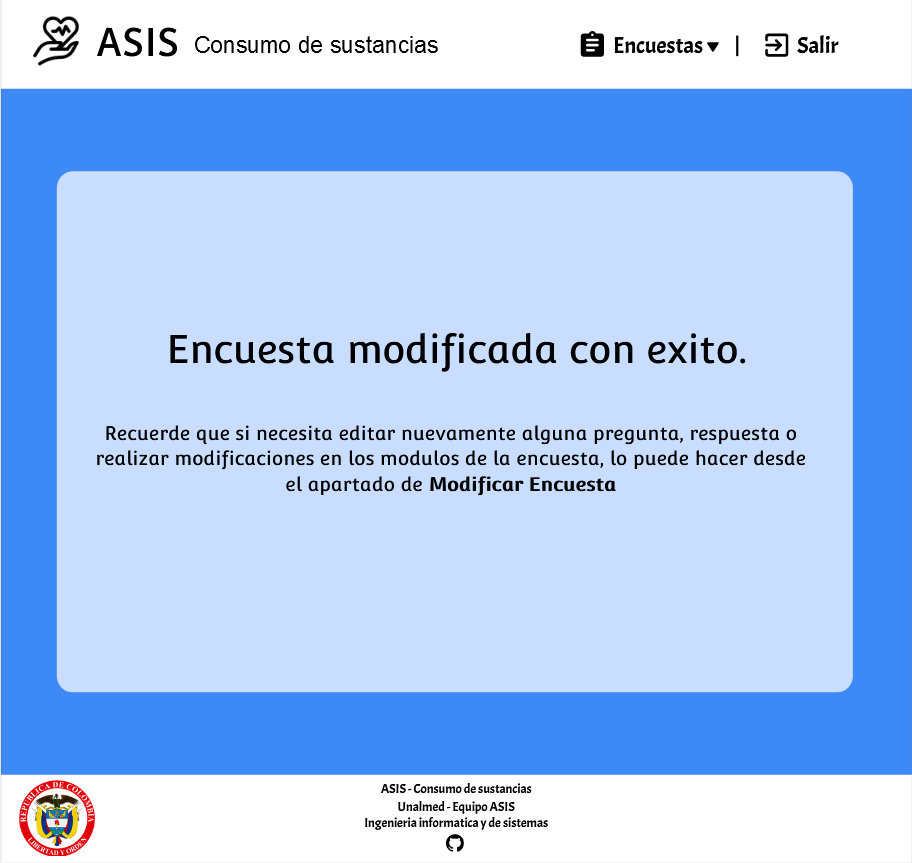 ASIS Consumo de sustancias
Encuestas ▾ | Salir
Encuesta modificada con exito.
Recuerde que si necesita editar nuevamente alguna pregunta, respuesta o
realizar modificaciones en los modulos de la encuesta, lo puede hacer desde
el apartado de Modificar Encuesta
REPUBLICA DE COLOMBIA
LIBERTAD Y ORDEN
ASIS - Consumo de sustancias
Unalmed - Equipo ASIS
Ingenieria informatica y de sistemas